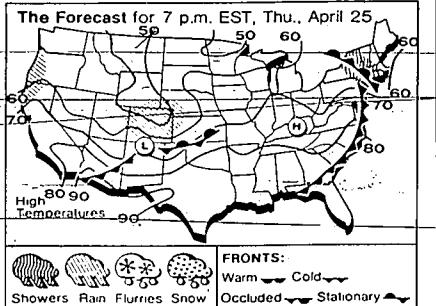 The Forecast for 7 p.m. EST, Thu., April 25
50
50
60
60
60
70
60
70
H
L
80
80 90
High
Temperatures
90
Showers Rain Flurries Snow
FRONTS:
Warm Cold
Occluded Stationary